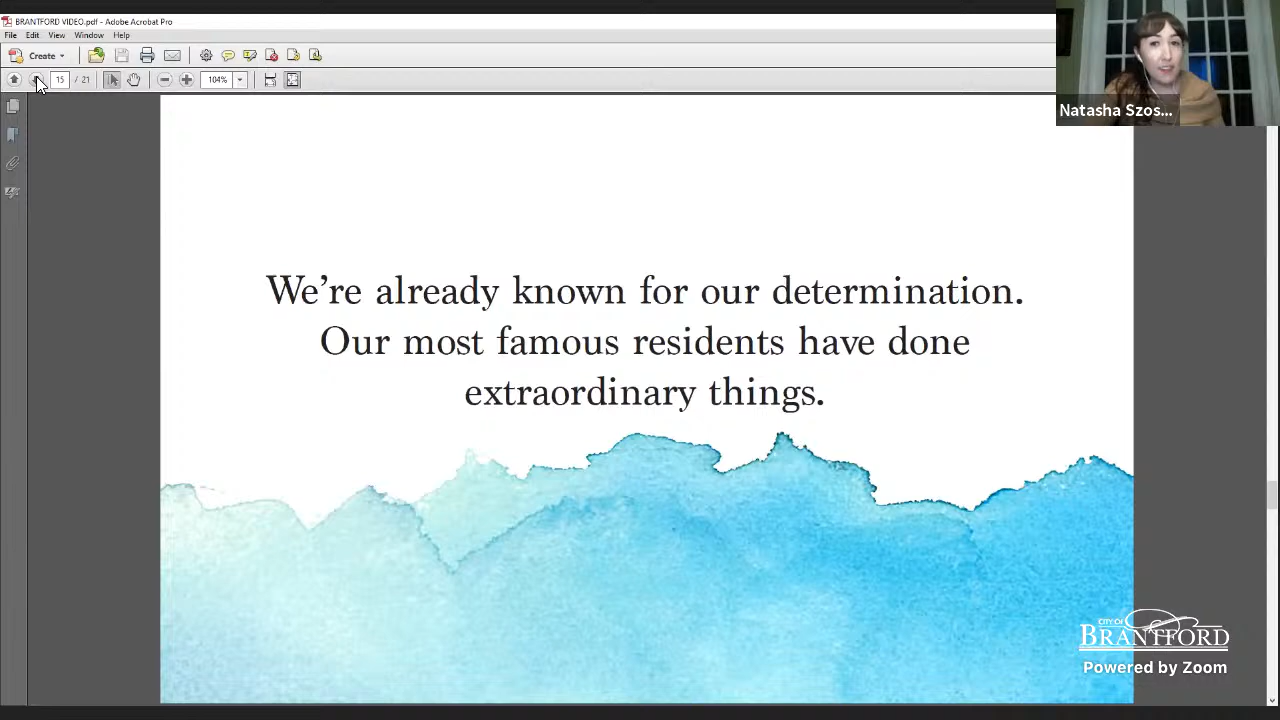 BRANTFORD VIDEO.pdf - Adobe Acrobat Pro
File Edit View Window Help
Create
15 / 21 104%
Natasha Szos...
We're already known for our determination.
Our most famous residents have done
extraordinary things.
CITY OF
BRANTFORD
Powered by Zoom